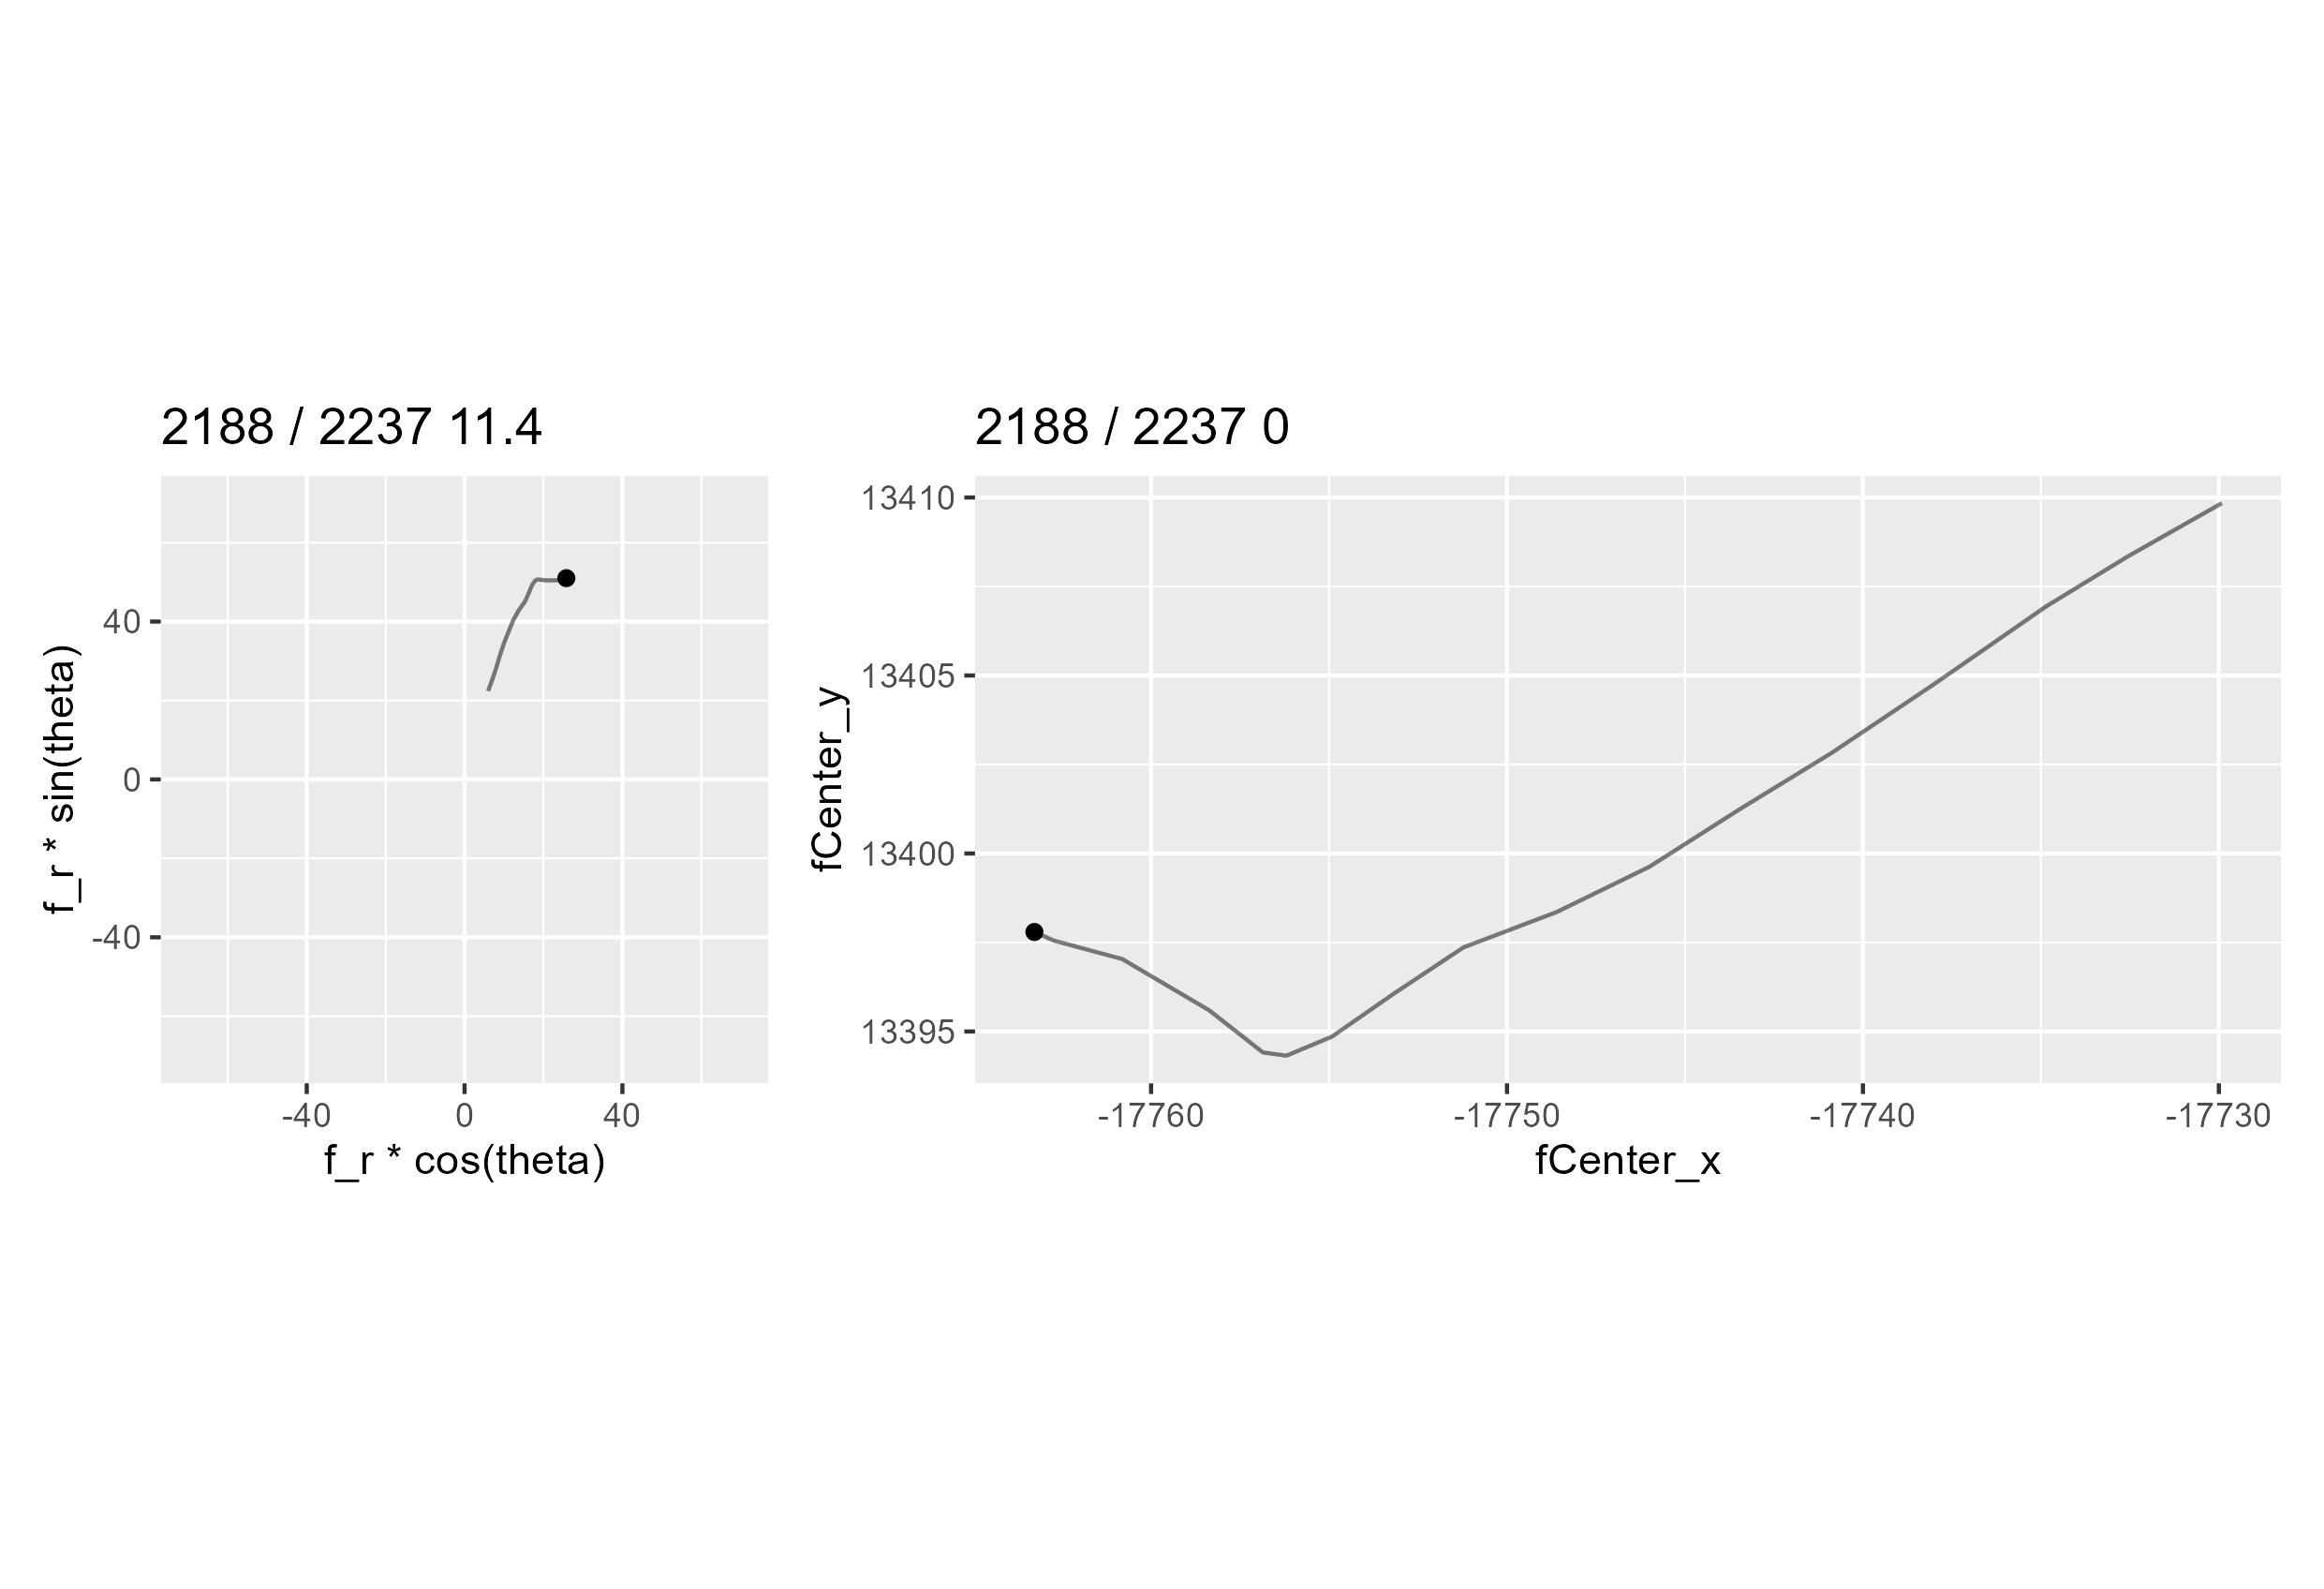 2188 / 2237 11.4
f_r * sin(theta)
40
0
-40
-40 0 40
f_r * cos(theta)
2188 / 2237 0
fCenter_y
13410
13405
13400
13395
-17760 -17750 -17740 -17730
fCenter_x